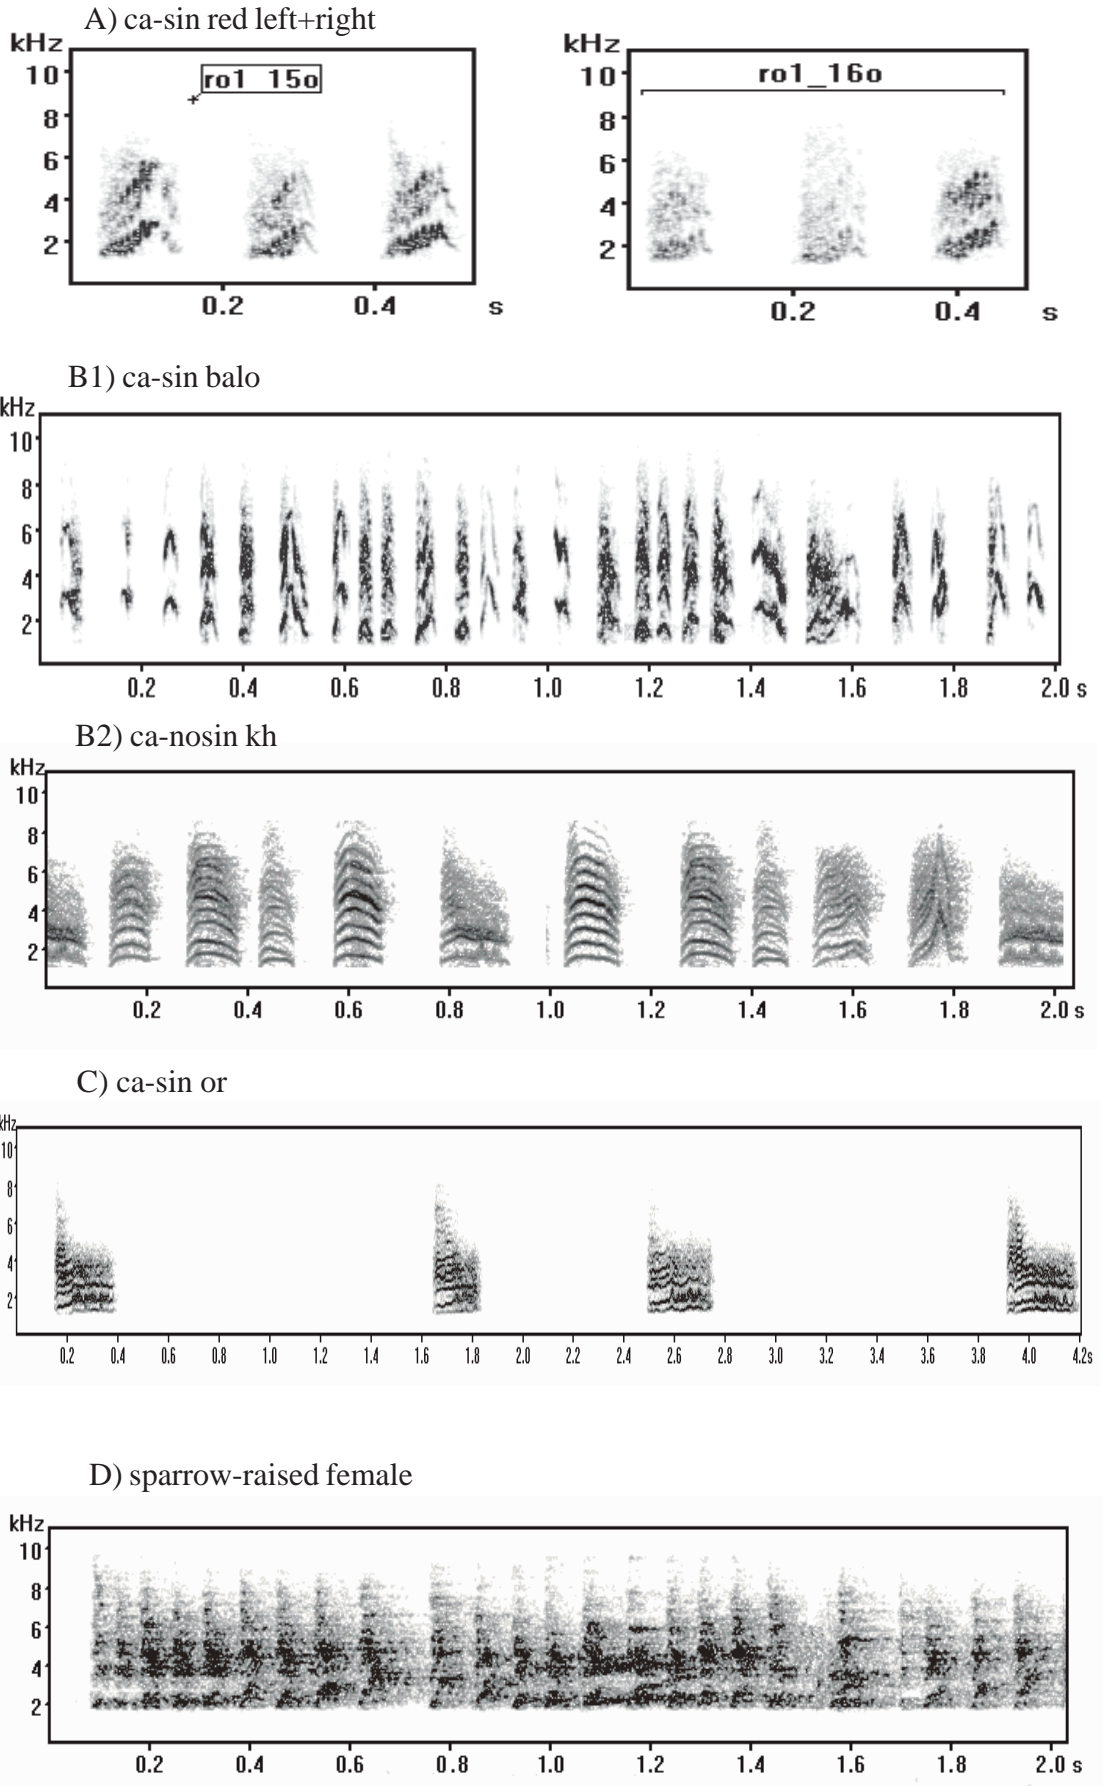 A) ca-sin red left+right
kHz
10
8
6
4
2
ro1 15o
0.2 0.4 s
kHz
10
8
6
4
2
ro1_16o
0.2 0.4 s
B1) ca-sin balo
kHz
10
8
6
4
2
0.2 0.4 0.6 0.8 1.0 1.2 1.4 1.6 1.8 2.0 s
B2) ca-nosin kh
kHz
10
8
6
4
2
0.2 0.4 0.6 0.8 1.0 1.2 1.4 1.6 1.8 2.0 s
C) ca-sin or
kHz
10
8
6
4
2
0.2 0.4 0.6 0.8 1.0 1.2 1.4 1.6 1.8 2.0 2.2 2.4 2.6 2.8 3.0 3.2 3.4 3.6 3.8 4.0 4.2s
D) sparrow-raised female
kHz
10
8
6
4
2
0.2 0.4 0.6 0.8 1.0 1.2 1.4 1.6 1.8 2.0 s